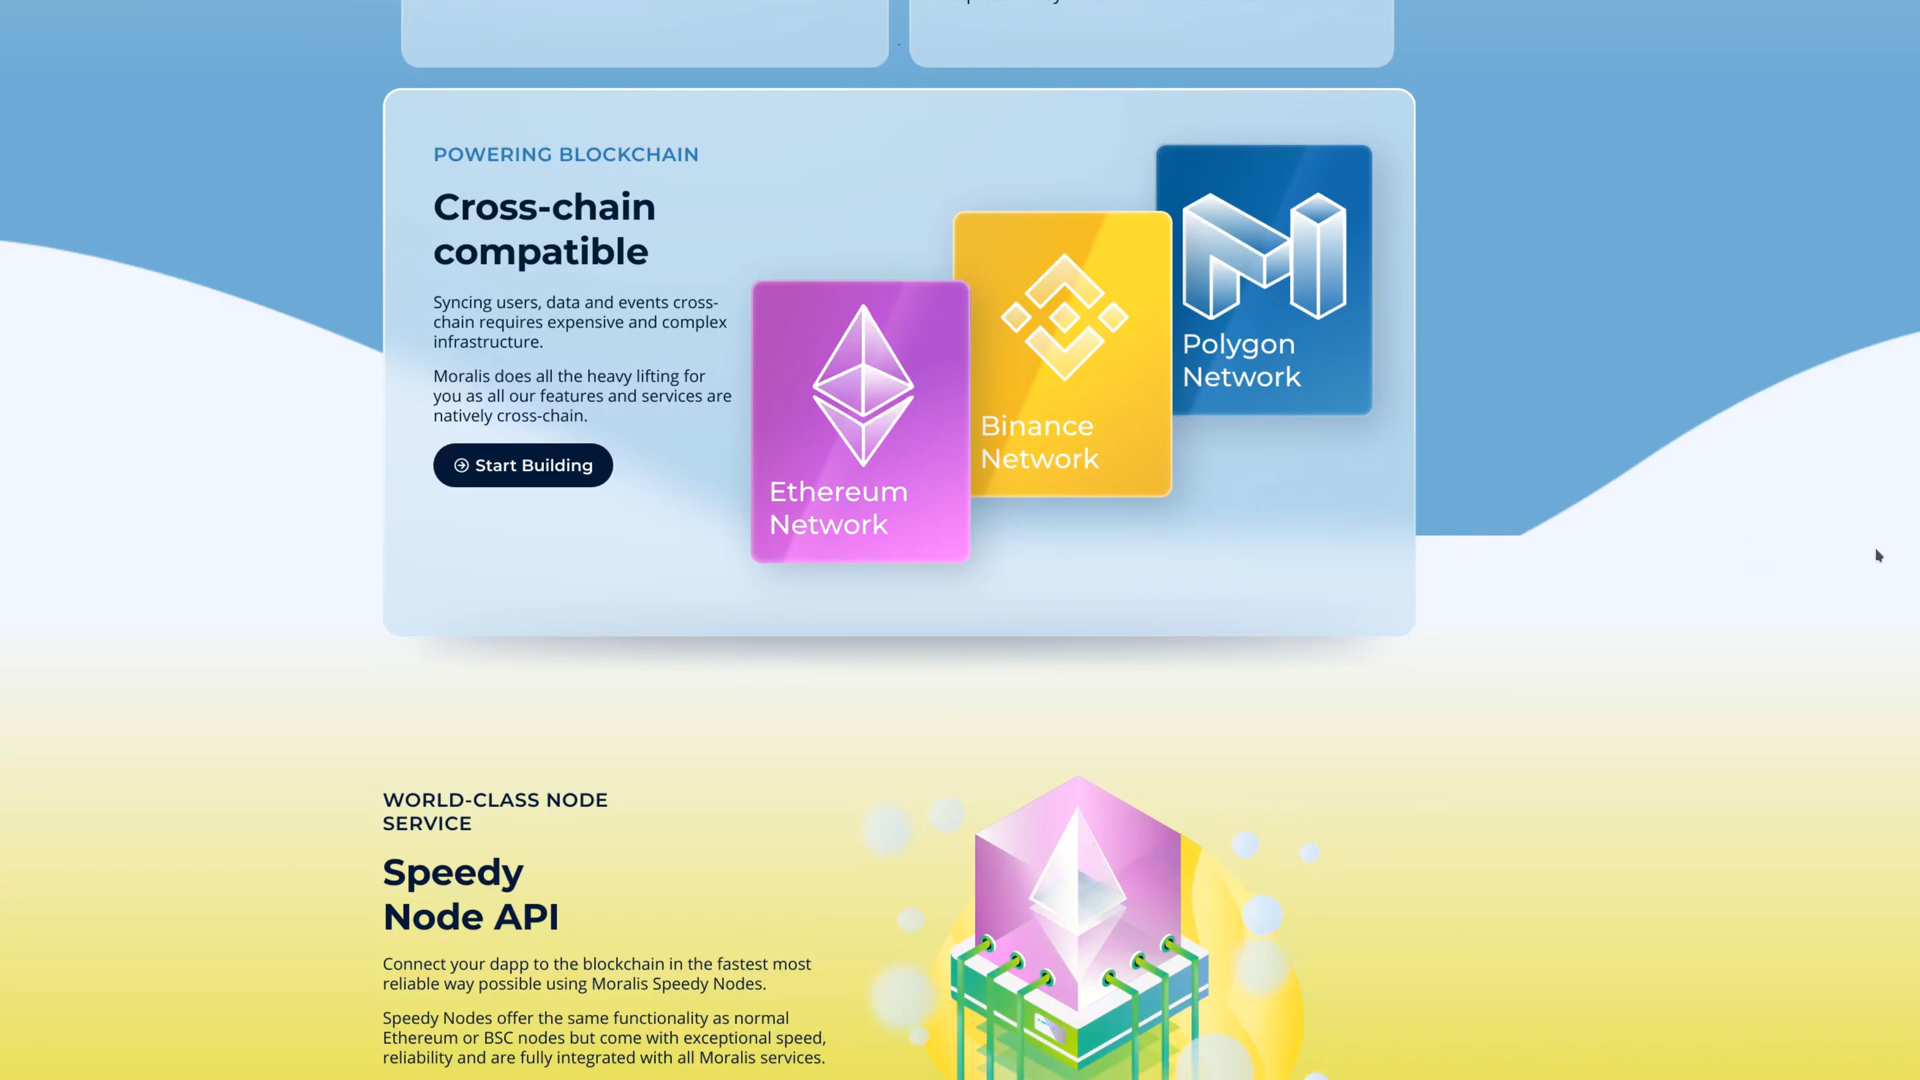 POWERING BLOCKCHAIN
Cross-chain
compatible
Syncing users, data and events cross-
chain requires expensive and complex
infrastructure.
Moralis does all the heavy lifting for
you as all our features and services are
natively cross-chain.
Start Building
Ethereum
Network
Binance
Network
Polygon
Network
WORLD-CLASS NODE
SERVICE
Speedy
Node API
Connect your dapp to the blockchain in the fastest most
reliable way possible using Moralis Speedy Nodes.
Speedy Nodes offer the same functionality as normal
Ethereum or BSC nodes but come with exceptional speed,
reliability and are fully integrated with all Moralis services.